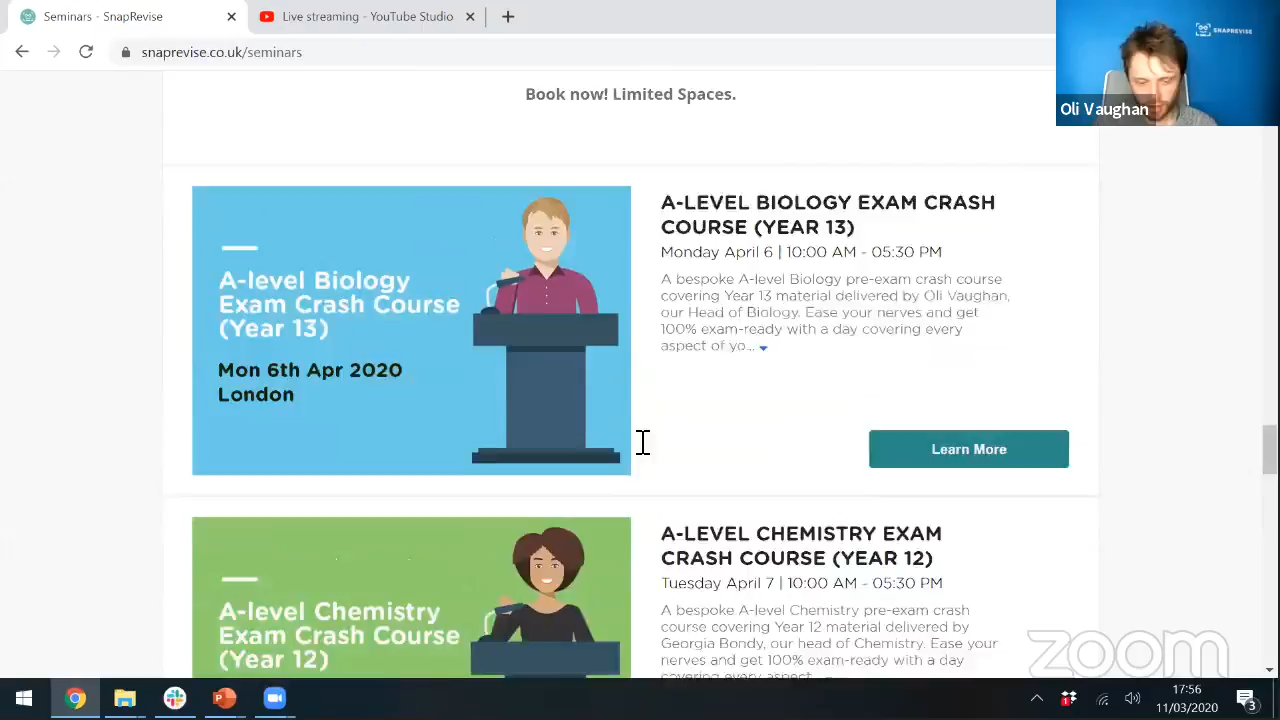 Seminars - SnapRevise
Live streaming - YouTube Studio
snaprevise.co.uk/seminars
SNAPREVISE
Oli Vaughan
Book now! Limited Spaces.
A-level Biology
Exam Crash Course
(Year 13)
Mon 6th Apr 2020
London
A-LEVEL BIOLOGY EXAM CRASH
COURSE (YEAR 13)
Monday April 6 | 10:00 AM - 05:30 PM
A bespoke A-level Biology pre-exam crash course
covering Year 13 material delivered by Oli Vaughan,
our Head of Biology. Ease your nerves and get
100% exam-ready with a day covering every
aspect of yo...
Learn More
A-level Chemistry
Exam Crash Course
(Year 12)
A-LEVEL CHEMISTRY EXAM
CRASH COURSE (YEAR 12)
Tuesday April 7 | 10:00 AM - 05:30 PM
A bespoke A-level Chemistry pre-exam crash
course covering Year 12 material delivered by
Georgia Bondy, our head of Chemistry. Ease your
nerves and get 100% exam-ready with a day
covering every aspect
zoom
17:56
11/03/2020
3